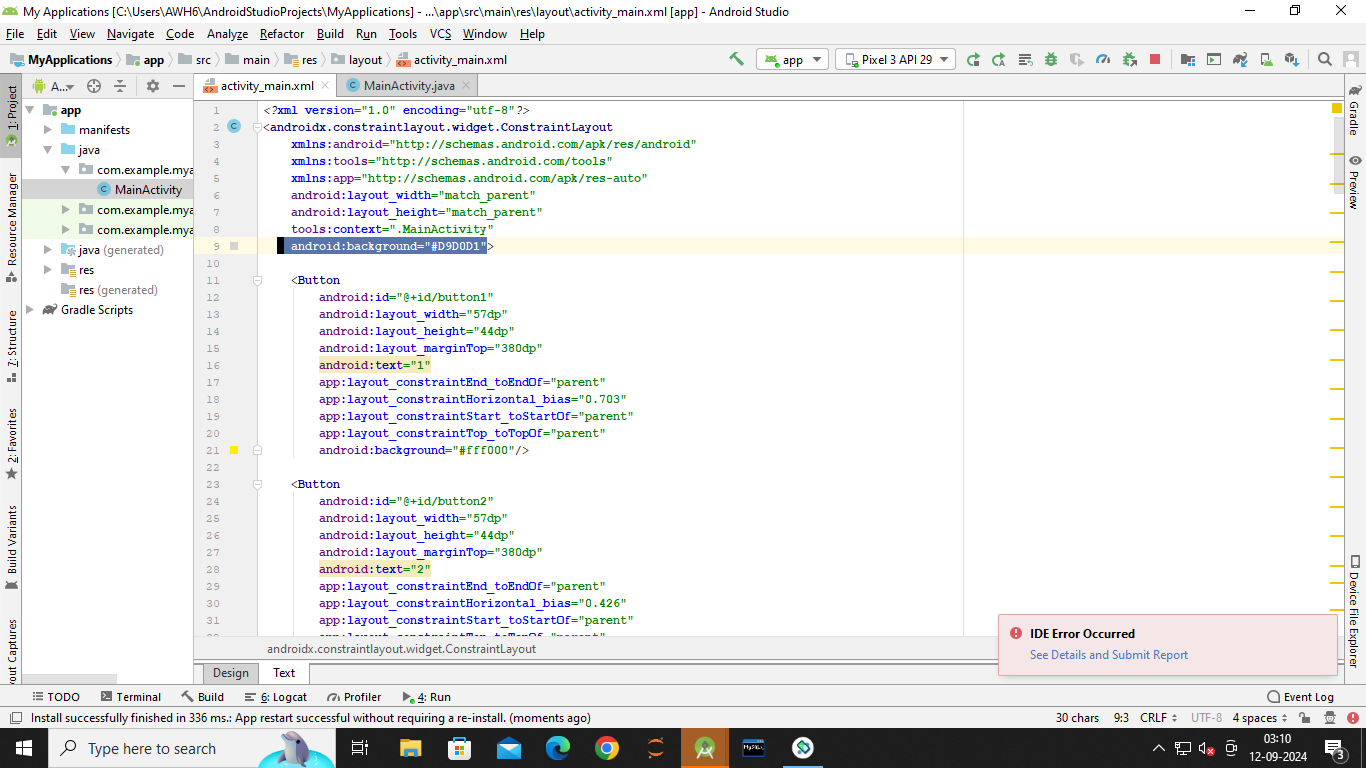 My Applications [C:\Users\AWH6\AndroidStudioProjects\MyApplications] - ...\app\src\main\res\layout\activity_main.xml [app] - Android Studio
File Edit View Navigate Code Analyze Refactor Build Run Tools VCS Window Help
MyApplications app src main res layout activity_main.xml app Pixel 3 API 29
1: Project
Resource Manager
7: Structure
2: Favorites
Build Variants
out Captures
A...
app
manifests
java
com.example.mya
MainActivity
com.example.mya
com.example.mya
java (generated)
res
res (generated)
Gradle Scripts
activity_main.xml MainActivity.java
1 <?xml version="1.0" encoding="utf-8"?>
2 <androidx.constraintlayout.widget.ConstraintLayout
3 xmlns:android="http://schemas.android.com/apk/res/android"
4 xmlns:tools="http://schemas.android.com/tools"
5 xmlns:app="http://schemas.android.com/apk/res-auto"
6 android:layout_width="match_parent"
7 android:layout_height="match_parent"
8 tools:context=".MainActivity"
9 android:background="#D9D0D1">
10
11 <Button
12 android:id="@+id/button1"
13 android:layout_width="57dp"
14 android:layout_height="44dp"
15 android:layout_marginTop="380dp"
16 android:text="1"
17 app:layout_constraintEnd_toEndOf="parent"
18 app:layout_constraintHorizontal_bias="0.703"
19 app:layout_constraintStart_toStartOf="parent"
20 app:layout_constraintTop_toTopOf="parent"
21 android:background="#fff000"/>
22
23 <Button
24 android:id="@+id/button2"
25 android:layout_width="57dp"
26 android:layout_height="44dp"
27 android:layout_marginTop="380dp"
28 android:text="2"
29 app:layout_constraintEnd_toEndOf="parent"
30 app:layout_constraintHorizontal_bias="0.426"
31 app:layout_constraintStart_toStartOf="parent"
androidx.constraintlayout.widget.ConstraintLayout
Design Text
Gradle
Preview
Device File Explorer
IDE Error Occurred
See Details and Submit Report
TODO Terminal Build 6: Logcat Profiler 4: Run Event Log
Install successfully finished in 336 ms.: App restart successful without requiring a re-install. (moments ago) 30 chars 9:3 CRLF UTF-8 4 spaces
Type here to search
MySQL
03:10
12-09-2024
3